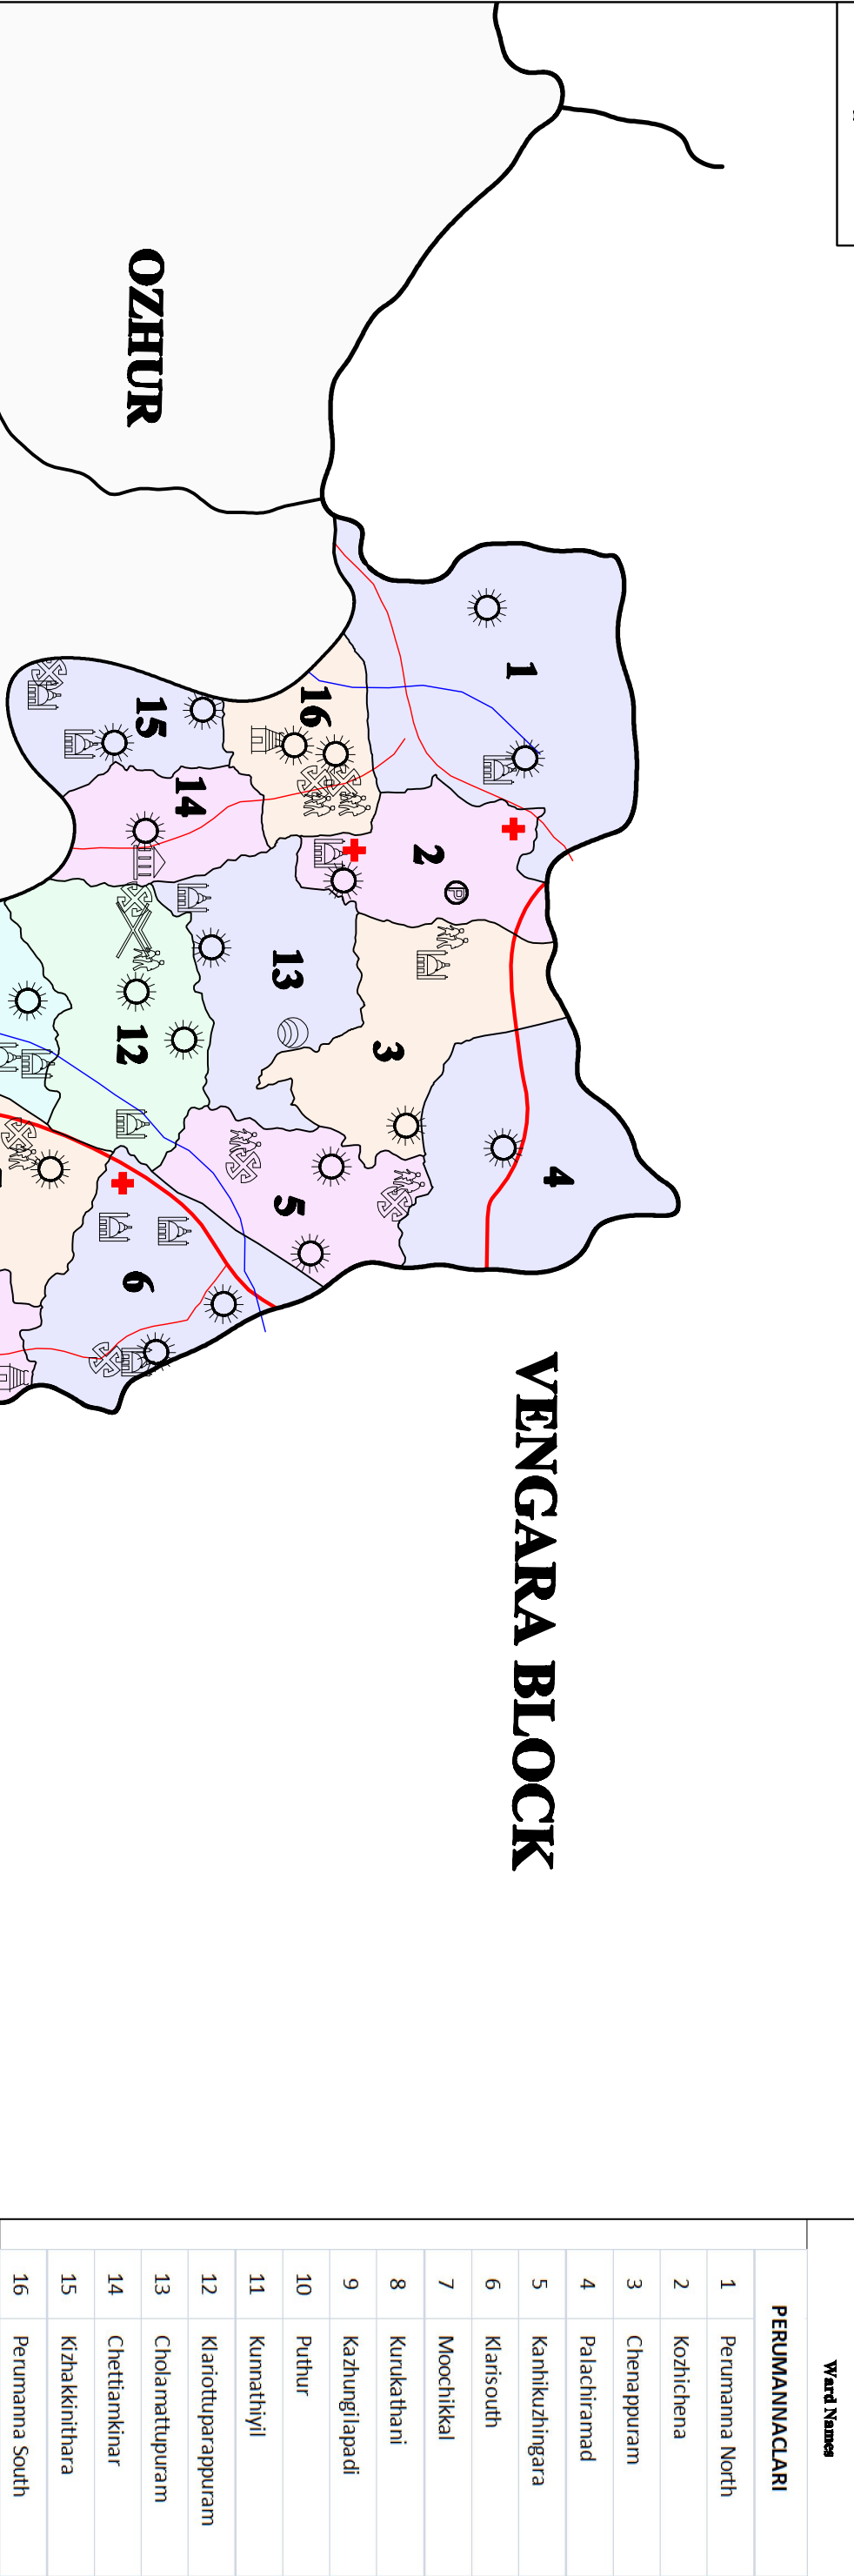 OZHUR
VENGARA BLOCK
1
2
3
4
5
6
12
13
14
15
16
P
Ward Names
PERUMANNACLARI
1 Perumanna North
2 Kozhichena
3 Chenappuram
4 Palachiramad
5 Kanhikuzhingara
6 Klarisouth
7 Moochikkal
8 Kurukathani
9 Kazhungilapadi
10 Puthur
11 Kunnathiyil
12 Klariottuparappuram
13 Cholamattupuram
14 Chettiamkinar
15 Kizhakkinithara
16 Perumanna South